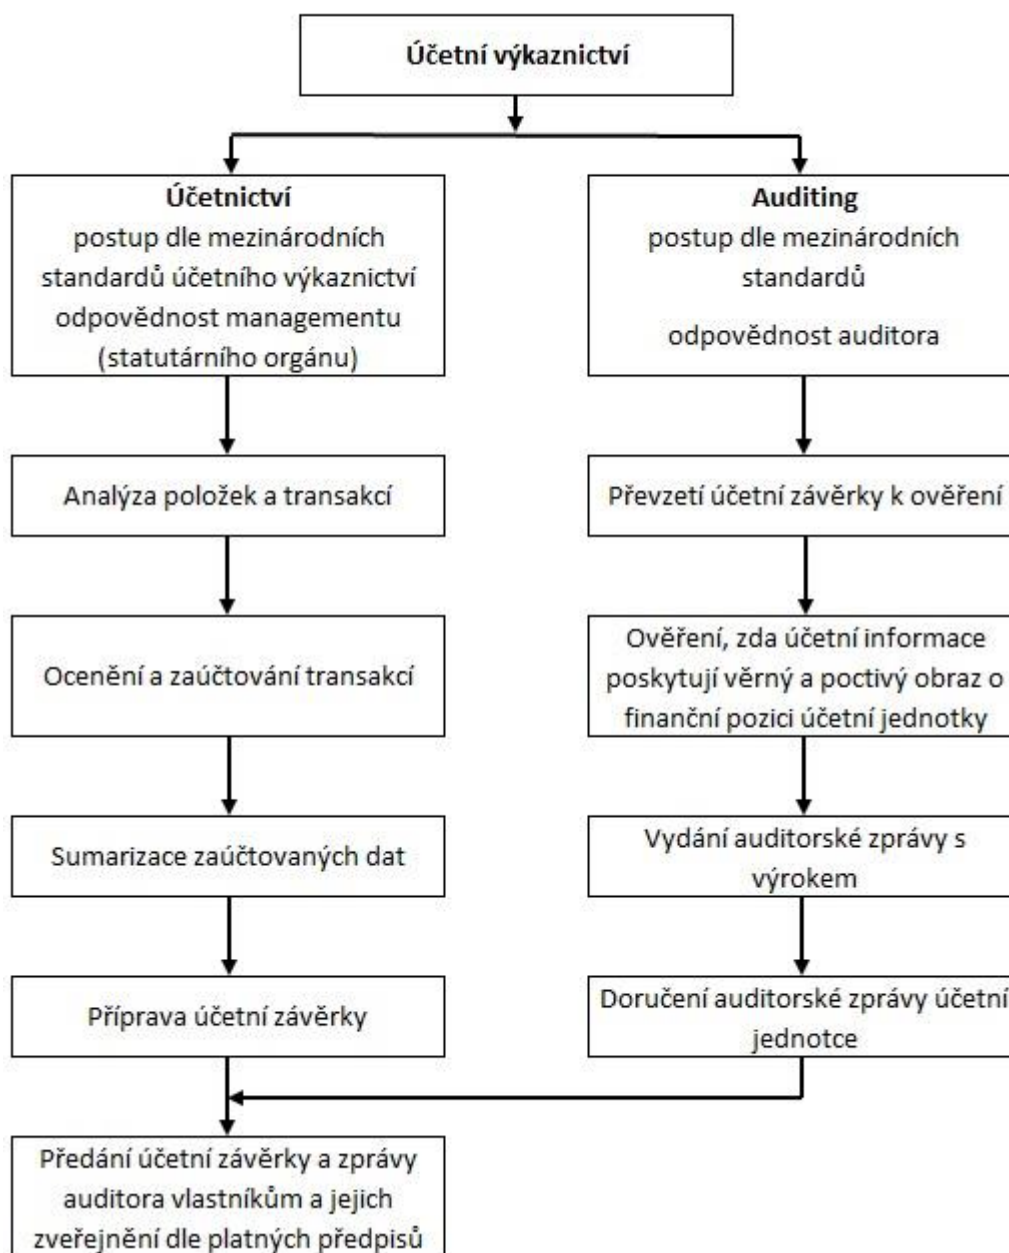 Účetní výkaznictví
Účetnictví
postup dle mezinárodních
standardů účetního výkaznictví
odpovědnost managementu
(statutárního orgánu)
Analýza položek a transakcí
Ocenění a zaúčtování transakcí
Sumarizace zaúčtovaných dat
Příprava účetní závěrky
Auditing
postup dle mezinárodních
standardů
odpovědnost auditora
Převzetí účetní závěrky k ověření
Ověření, zda účetní informace
poskytují věrný a poctivý obraz o
finanční pozici účetní jednotky
Vydání auditorské zprávy s
výrokem
Doručení auditorské zprávy účetní
jednotce
Předání účetní závěrky a zprávy
auditora vlastníkům a jejich
zveřejnění dle platných předpisů